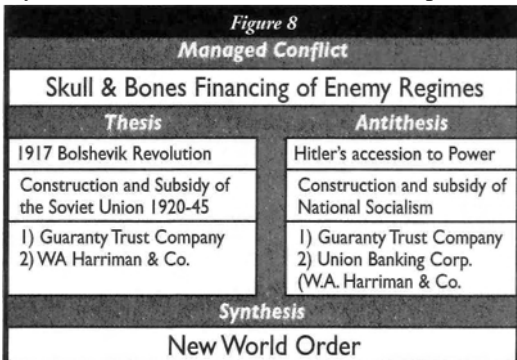 Figure 8
Managed Conflict
Skull & Bones Financing of Enemy Regimes
Thesis
1917 Bolshevik Revolution
Construction and Subsidy of
the Soviet Union 1920-45
1) Guaranty Trust Company
2) WA Harriman & Co.
Antithesis
Hitler's accession to Power
Construction and subsidy of
National Socialism
1) Guaranty Trust Company
2) Union Banking Corp.
(W.A. Harriman & Co.
Synthesis
New World Order